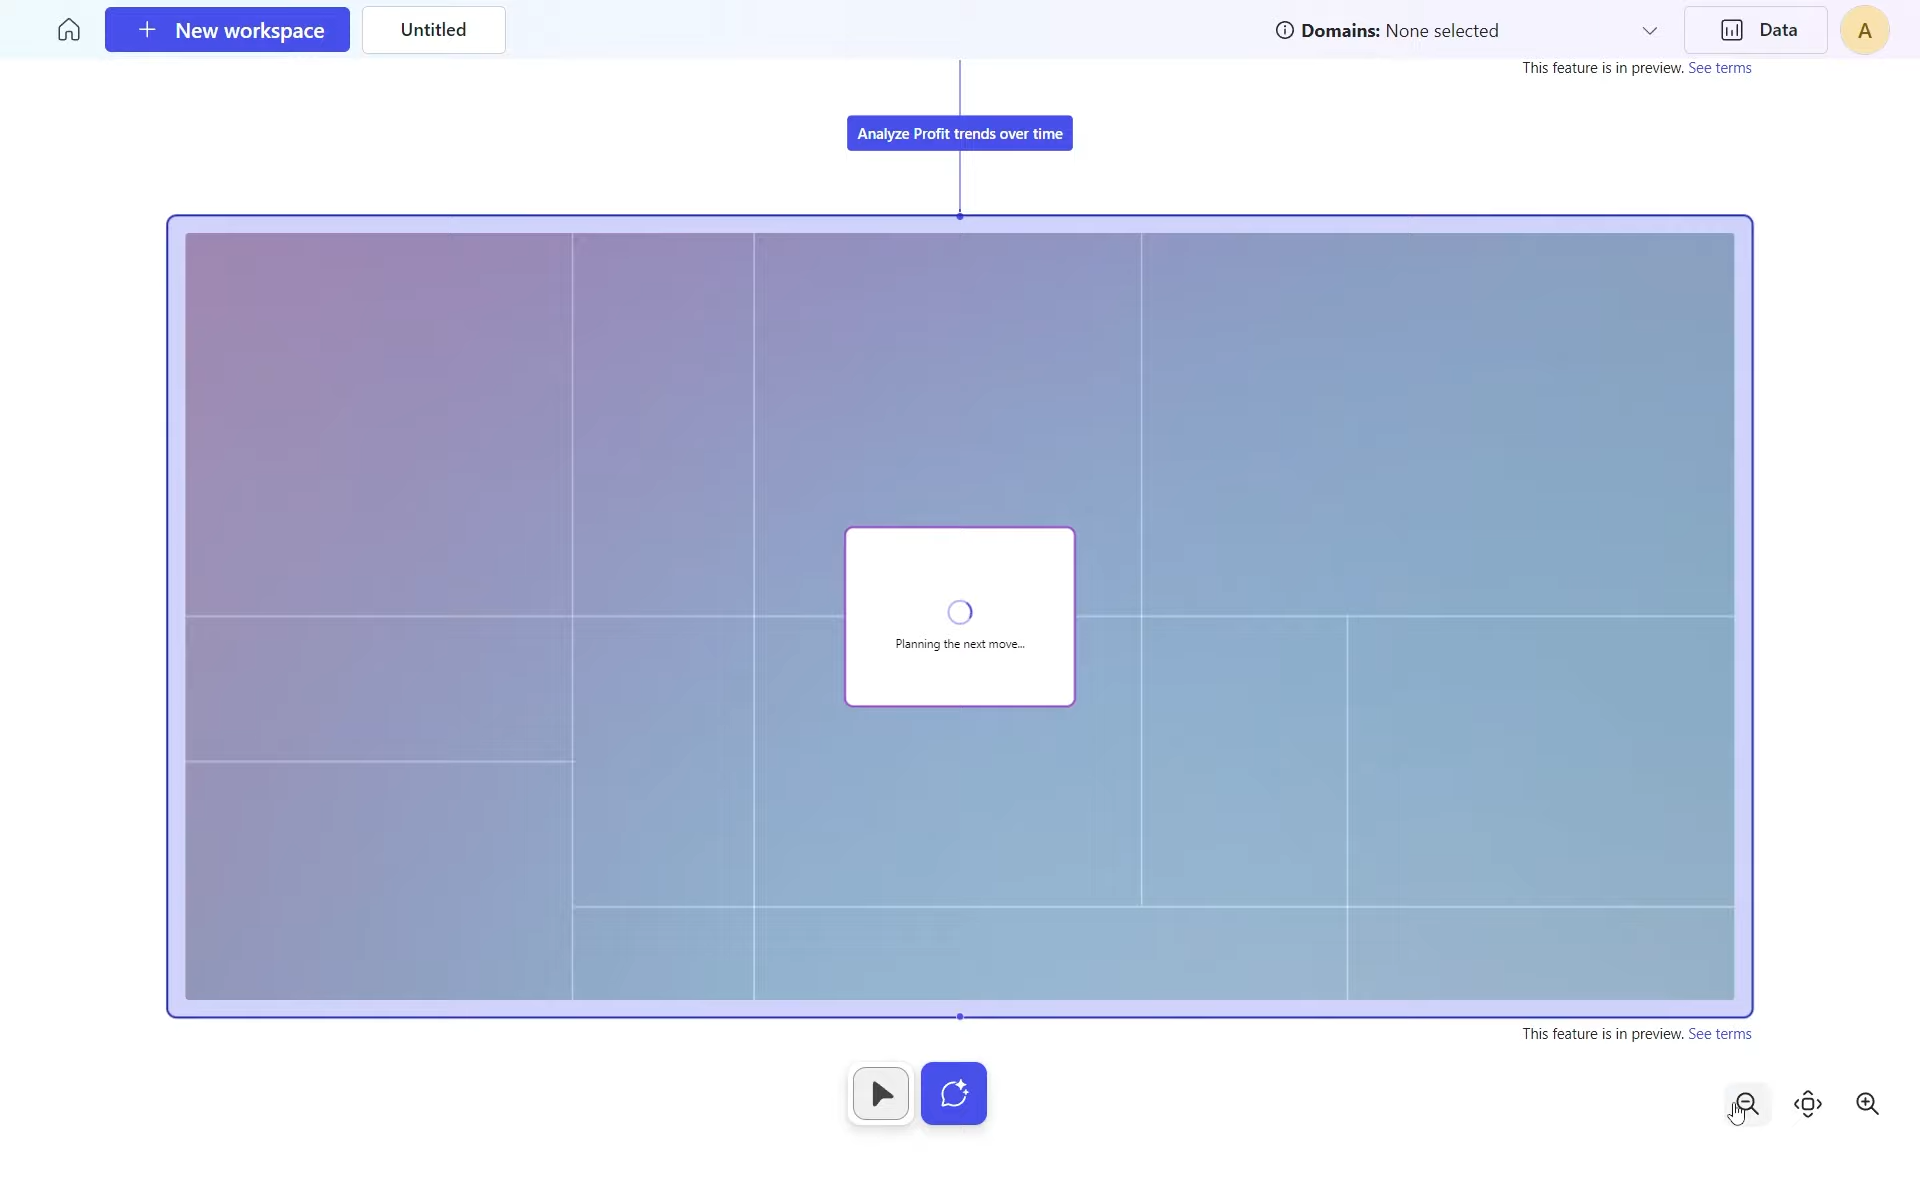 New workspace
Untitled
Domains: None selected
Data
A
This feature is in preview. See terms
Analyze Profit trends over time
Planning the next move...
This feature is in preview. See terms